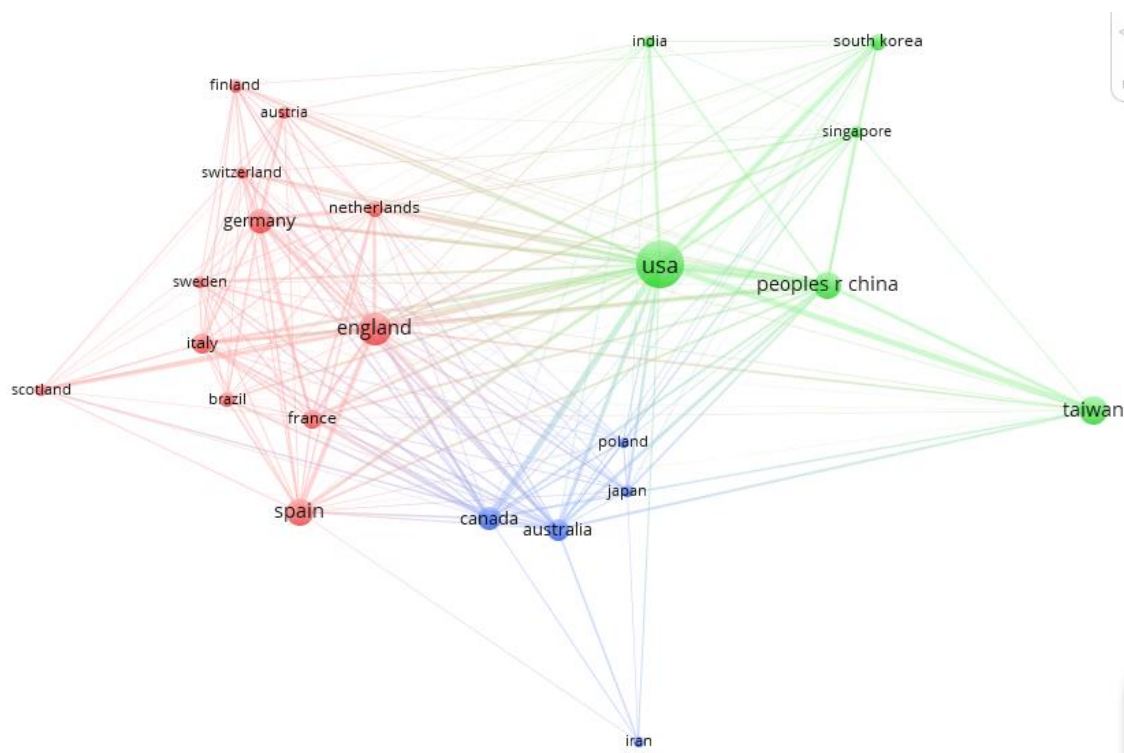 india
south korea
finland
austria
singapore
switzerland
netherlands
germany
usa
sweden
peoples r china
england
italy
scotland
brazil
taiwan
france
poland
japan
spain
canada
australia
iran